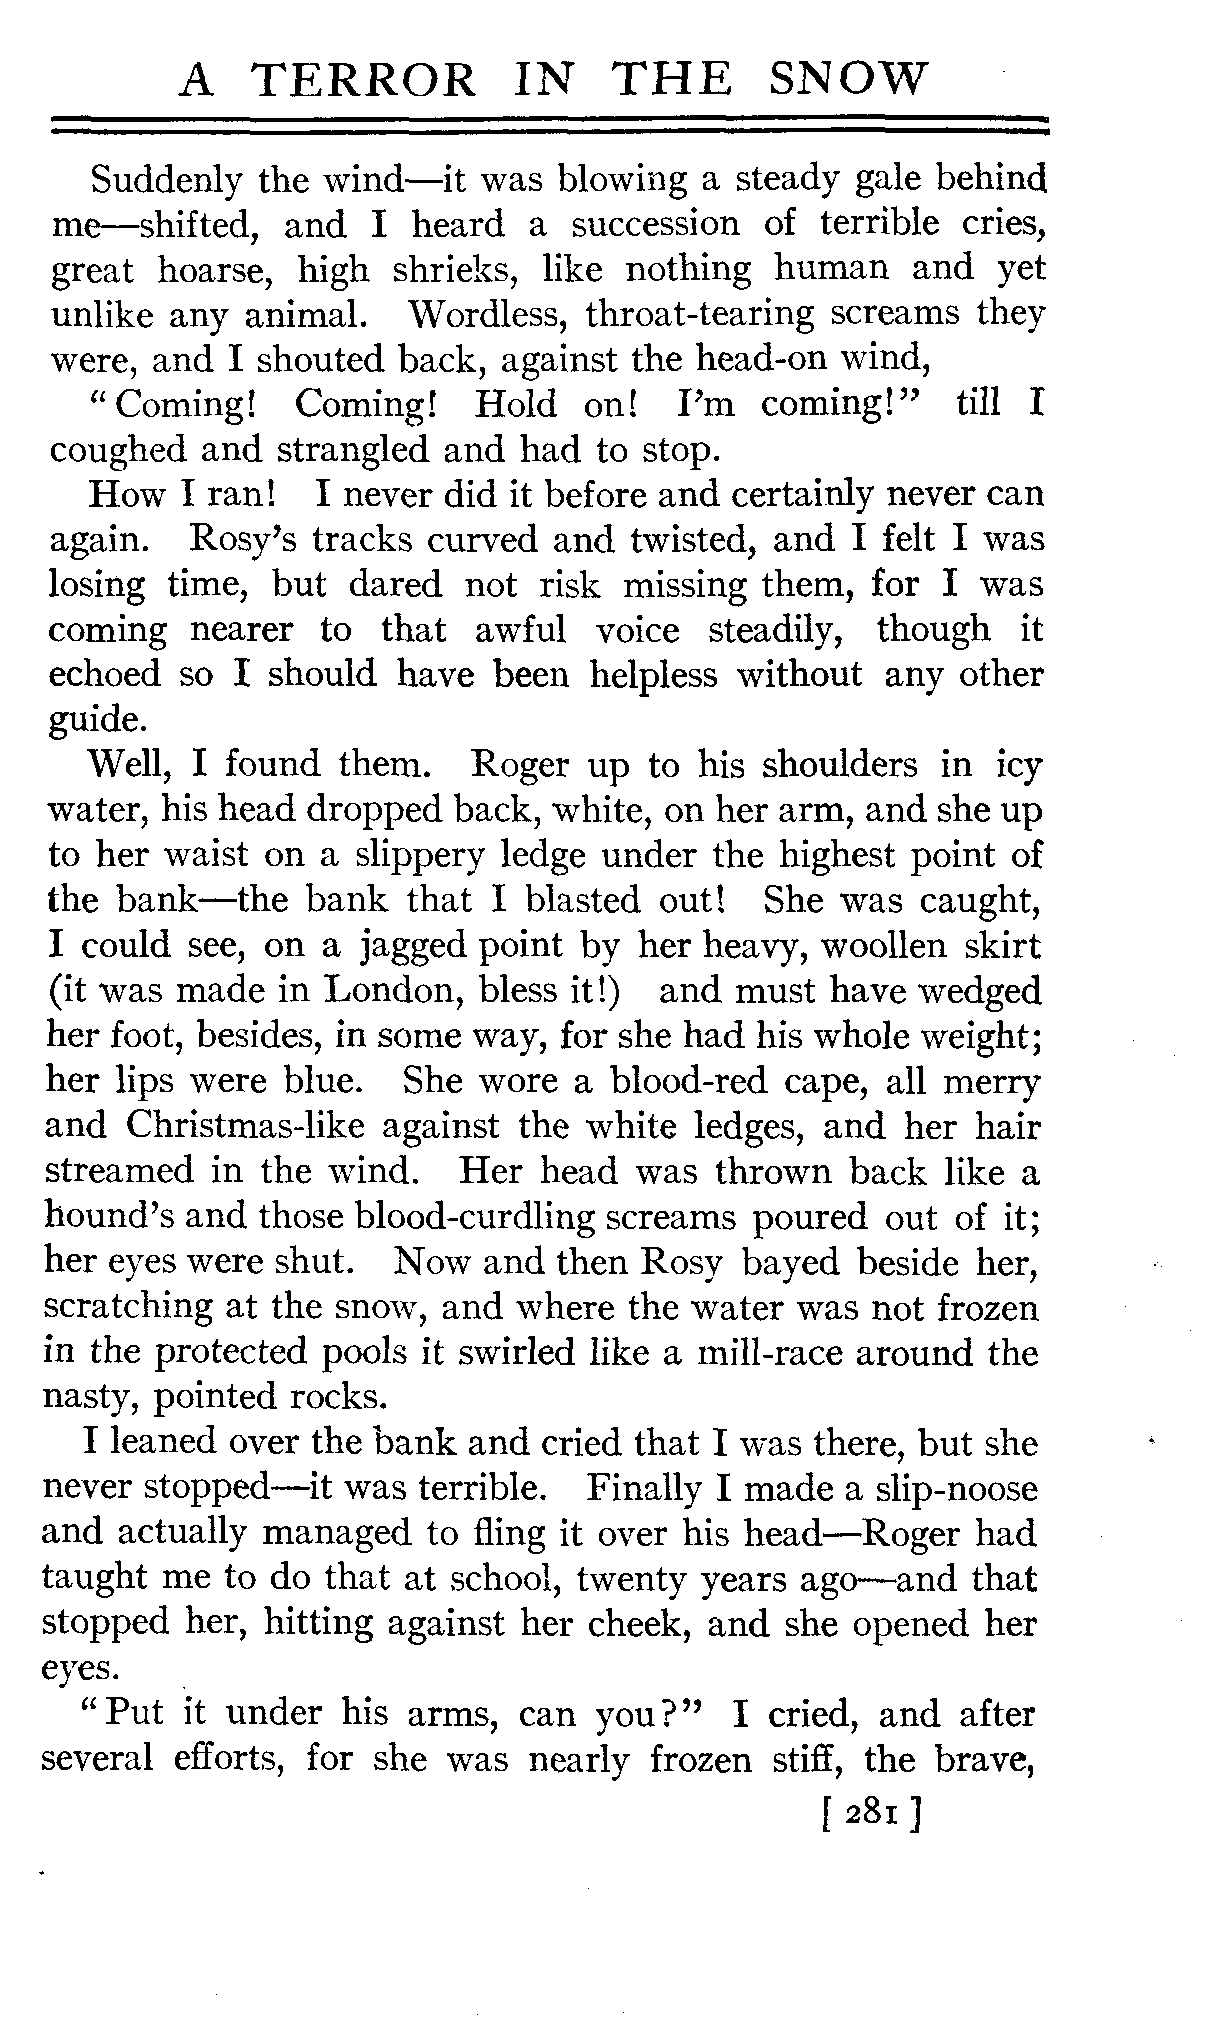 A TERROR IN THE SNOW
Suddenly the wind—it was blowing a steady gale behind
me—shifted, and I heard a succession of terrible cries,
great hoarse, high shrieks, like nothing human and yet
unlike any animal. Wordless, throat-tearing screams they
were, and I shouted back, against the head-on wind,
"Coming! Coming! Hold on! I'm coming!" till I
coughed and strangled and had to stop.
How I ran! I never did it before and certainly never can
again. Rosy's tracks curved and twisted, and I felt I was
losing time, but dared not risk missing them, for I was
coming nearer to that awful voice steadily, though it
echoed so I should have been helpless without any other
guide.
Well, I found them. Roger up to his shoulders in icy
water, his head dropped back, white, on her arm, and she up
to her waist on a slippery ledge under the highest point of
the bank—the bank that I blasted out! She was caught,
I could see, on a jagged point by her heavy, woollen skirt
(it was made in London, bless it!) and must have wedged
her foot, besides, in some way, for she had his whole weight;
her lips were blue. She wore a blood-red cape, all merry
and Christmas-like against the white ledges, and her hair
streamed in the wind. Her head was thrown back like a
hound's and those blood-curdling screams poured out of it;
her eyes were shut. Now and then Rosy bayed beside her,
scratching at the snow, and where the water was not frozen
in the protected pools it swirled like a mill-race around the
nasty, pointed rocks.
I leaned over the bank and cried that I was there, but she
never stopped—it was terrible. Finally I made a slip-noose
and actually managed to fling it over his head—Roger had
taught me to do that at school, twenty years ago—and that
stopped her, hitting against her cheek, and she opened her
eyes.
"Put it under his arms, can you?" I cried, and after
several efforts, for she was nearly frozen stiff, the brave,
[ 281 ]